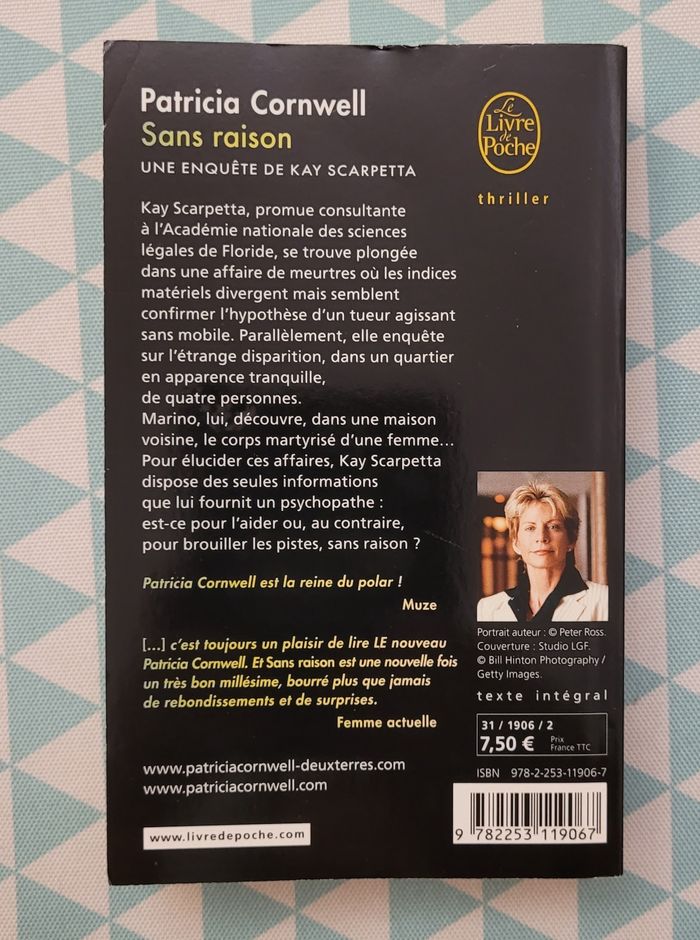 Patricia Cornwell
Sans raison
UNE ENQUÊTE DE KAY SCARPETTA
Le
Livre
de
Poche
thriller
Kay Scarpetta, promue consultante
à l'Académie nationale des sciences
légales de Floride, se trouve plongée
dans une affaire de meurtres où les indices
matériels divergent mais semblent
confirmer l'hypothèse d'un tueur agissant
sans mobile. Parallèlement, elle enquête
sur l'étrange disparition, dans un quartier
en apparence tranquille,
de quatre personnes.
Marino, lui, découvre, dans une maison
voisine, le corps martyrisé d'une femme...
Pour élucider ces affaires, Kay Scarpetta
dispose des seules informations
que lui fournit un psychopathe :
est-ce pour l'aider ou, au contraire,
pour brouiller les pistes, sans raison ?
Patricia Cornwell est la reine du polar !
Muze
[...] c'est toujours un plaisir de lire LE nouveau
Patricia Cornwell. Et Sans raison est une nouvelle fois
un très bon millésime, bourré plus que jamais
de rebondissements et de surprises.
Femme actuelle
www.patriciacornwell-deuxterres.com
www.patriciacornwell.com
www.livredepoche.com
Portrait auteur : © Peter Ross.
Couverture : Studio LGF.
© Bill Hinton Photography /
Getty Images.
texte intégral
31 / 1906 / 2
7,50 € Prix
France TTC
ISBN 978-2-253-11906-7
9 782253 119067